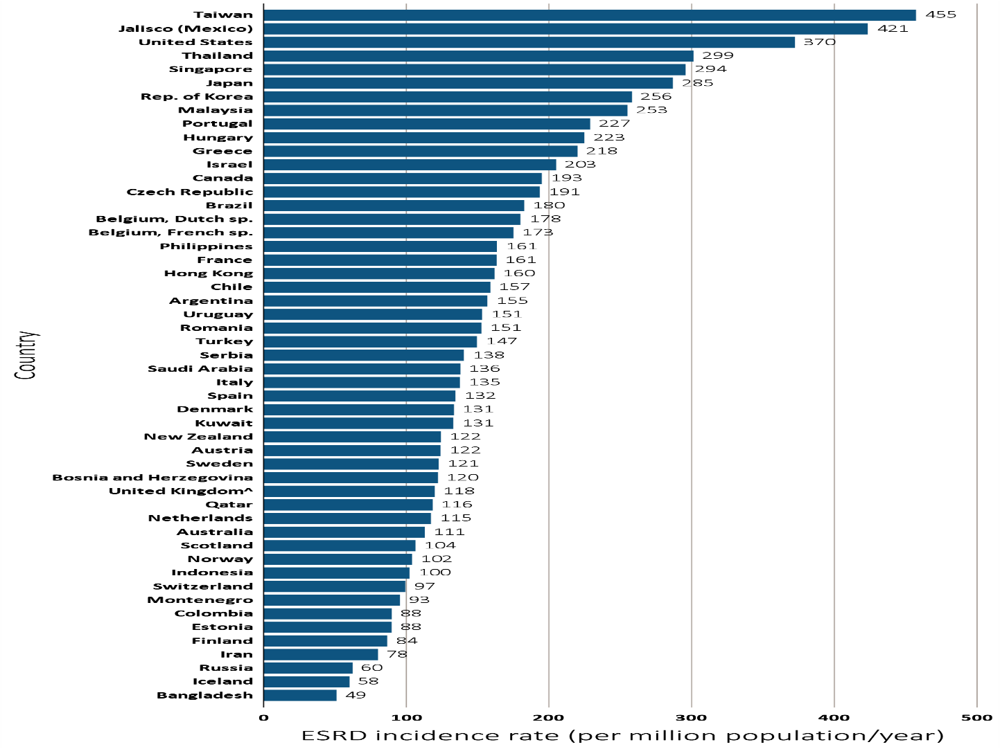 Country
Taiwan 455
Jalisco (Mexico) 421
United States 370
Thailand 299
Singapore 294
Japan 285
Rep. of Korea 256
Malaysia 253
Portugal 227
Hungary 223
Greece 218
Israel 203
Canada 193
Czech Republic 191
Brazil 180
Belgium, Dutch sp. 178
Belgium, French sp. 173
Philippines 161
France 161
Hong Kong 160
Chile 157
Argentina 155
Uruguay 151
Romania 151
Turkey 147
Serbia 138
Saudi Arabia 136
Italy 135
Spain 132
Denmark 131
Kuwait 131
New Zealand 122
Austria 122
Sweden 121
Bosnia and Herzegovina 120
United Kingdom^ 118
Qatar 116
Netherlands 115
Australia 111
Scotland 104
Norway 102
Indonesia 100
Switzerland 97
Montenegro 93
Colombia 88
Estonia 88
Finland 84
Iran 78
Russia 60
Iceland 58
Bangladesh 49
0 100 200 300 400 500
ESRD incidence rate (per million population/year)